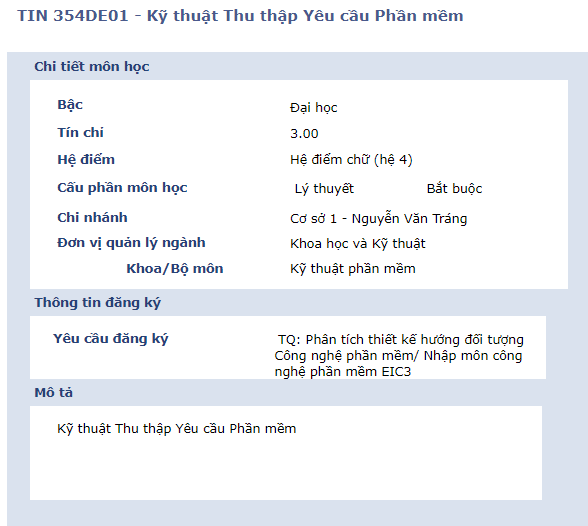 TIN 354DE01 - Kỹ thuật Thu thập Yêu cầu Phần mềm
Chi tiết môn học
Bậc Đại học
Tín chỉ 3.00
Hệ điểm Hệ điểm chữ (hệ 4)
Cấu phần môn học Lý thuyết Bắt buộc
Chi nhánh Cơ sở 1 - Nguyễn Văn Tráng
Đơn vị quản lý ngành Khoa học và Kỹ thuật
Khoa/Bộ môn Kỹ thuật phần mềm
Thông tin đăng ký
Yêu cầu đăng ký TQ: Phân tích thiết kế hướng đối tượng
Công nghệ phần mềm/ Nhập môn công
nghệ phần mềm EIC3
Mô tả
Kỹ thuật Thu thập Yêu cầu Phần mềm